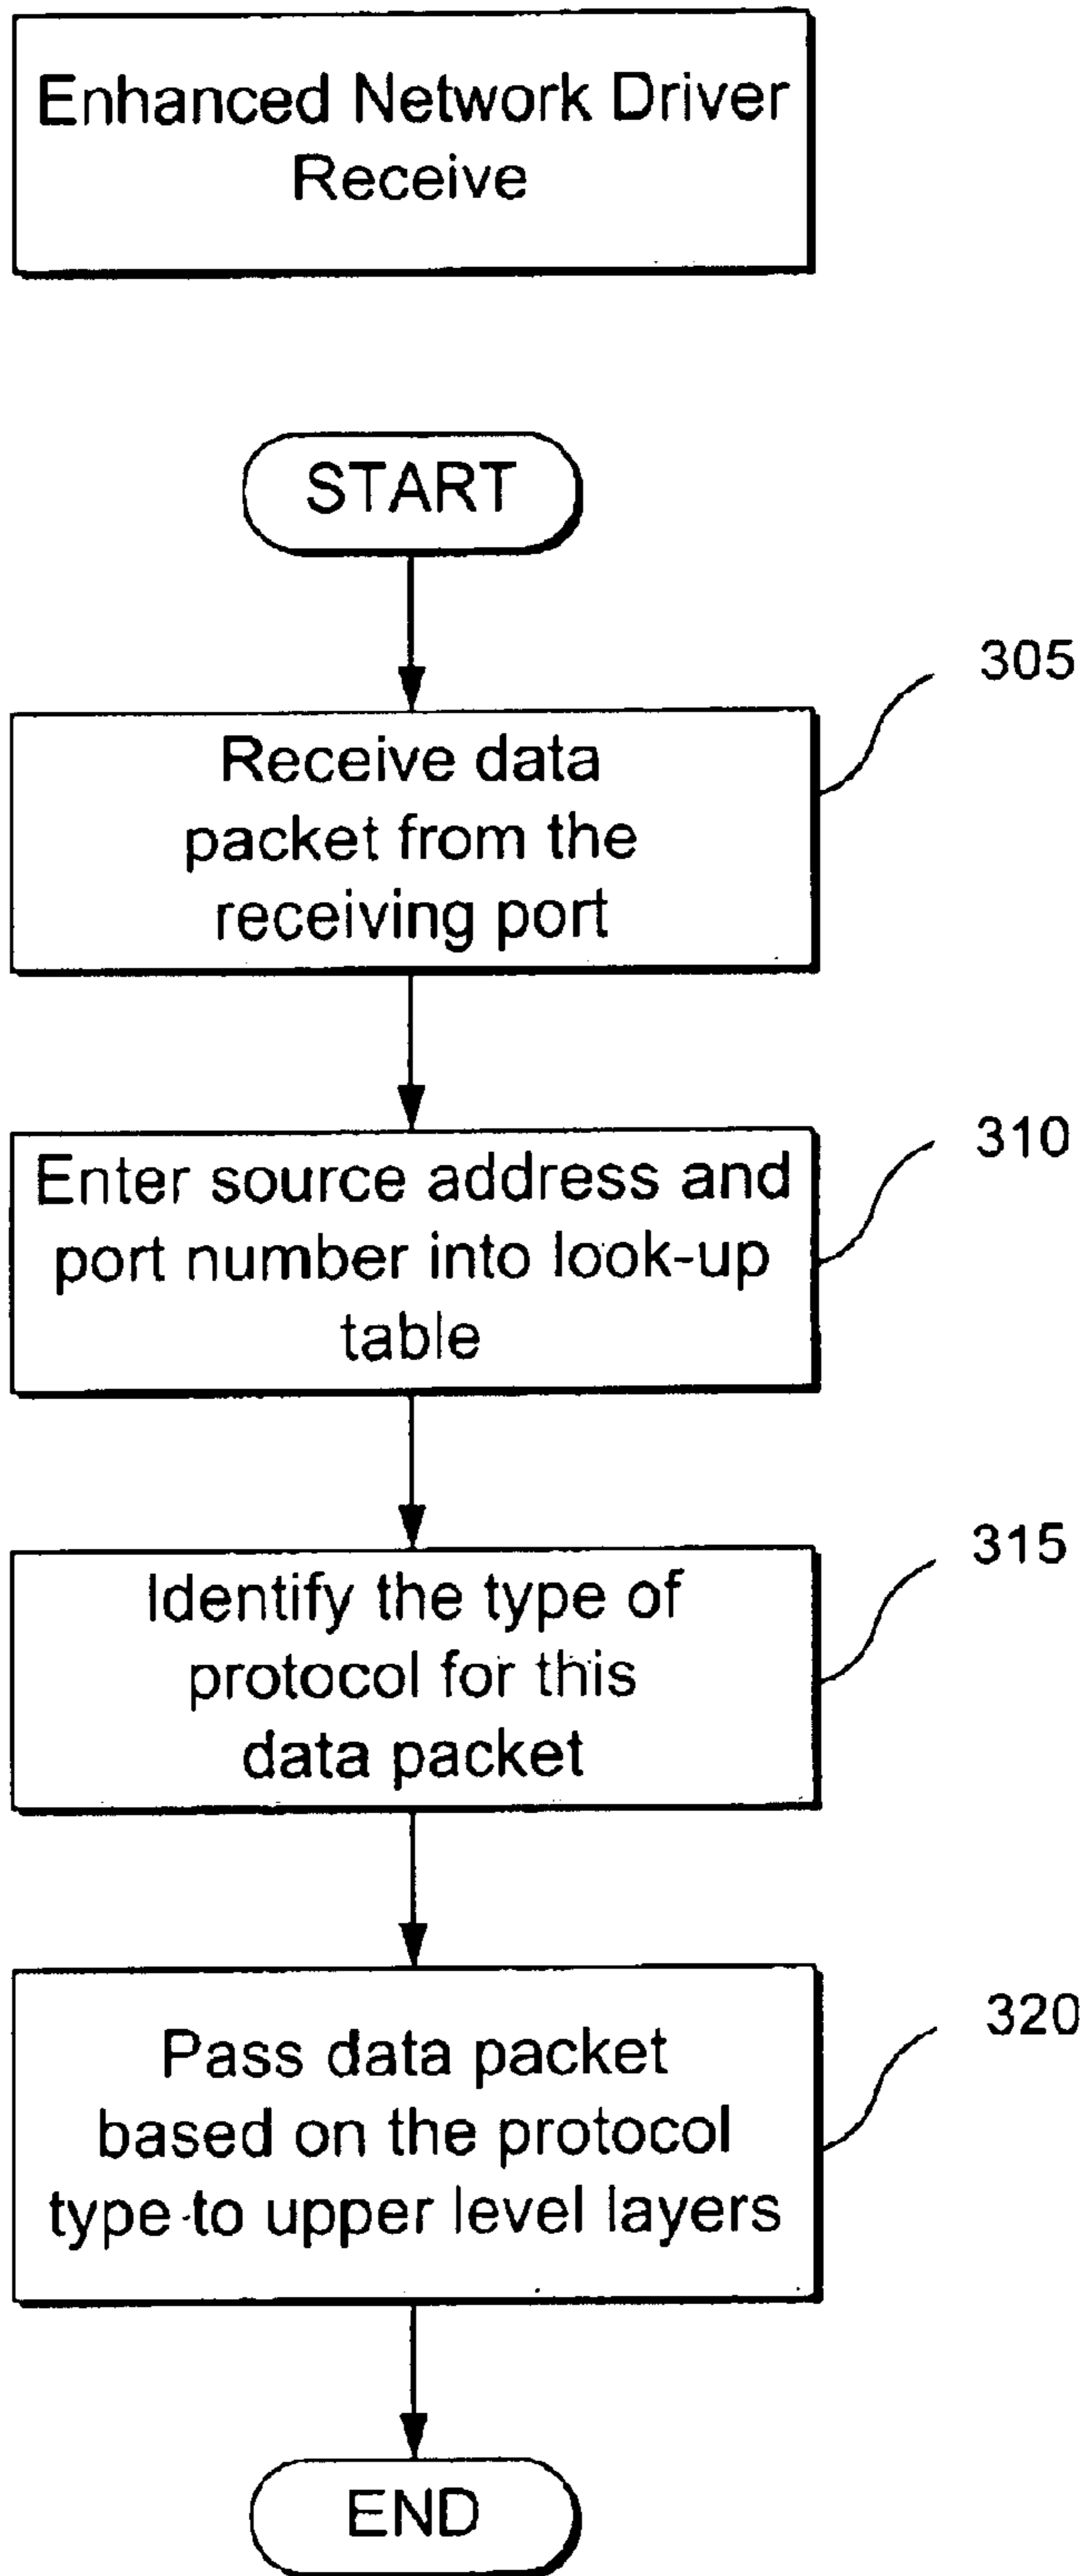 Enhanced Network Driver
Receive
START
305
Receive data
packet from the
receiving port
310
Enter source address and
port number into look-up
table
315
Identify the type of
protocol for this
data packet
320
Pass data packet
based on the protocol
type to upper level layers
END